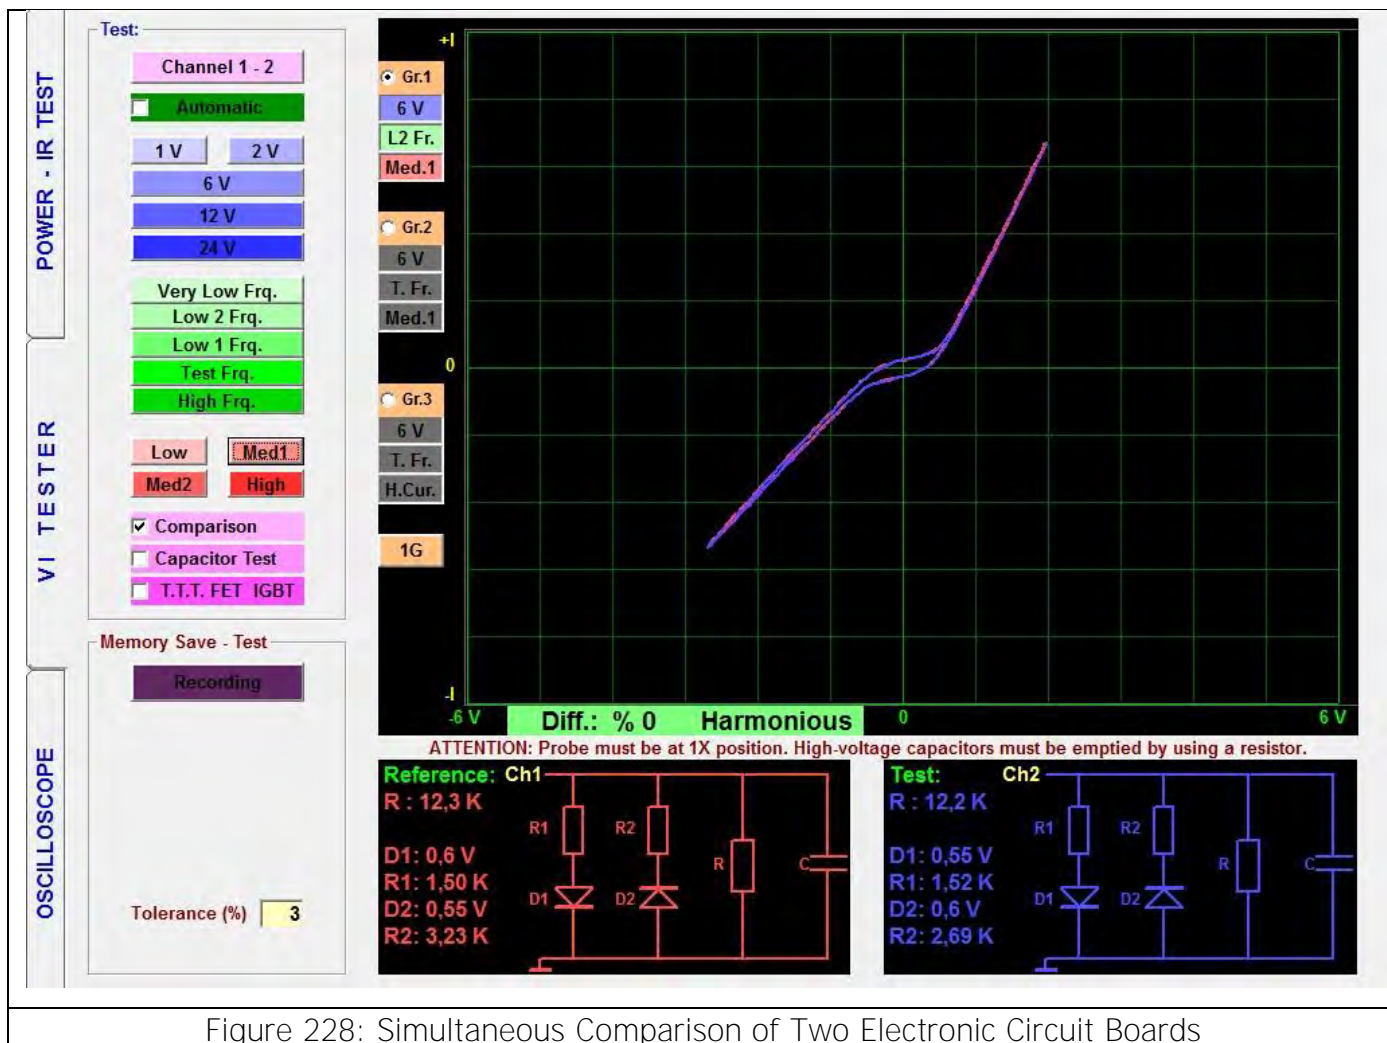 POWER - IR TEST
VI TESTER
OSCILLOSCOPE
Test:
Channel 1 - 2
Automatic
1 V
2 V
6 V
12 V
24 V
Very Low Frq.
Low 2 Frq.
Low 1 Frq.
Test Frq.
High Frq.
Low
Med1
Med2
High
Comparison
Capacitor Test
T.T.T. FET IGBT
Memory Save - Test
Recording
Tolerance (%) 3
Gr.1
6 V
L2 Fr.
Med.1
Gr.2
6 V
T. Fr.
Med.1
Gr.3
6 V
T. Fr.
H.Cur.
1G
+I
0
-I
-6 V
0
6 V
Diff.: % 0 Harmonious
ATTENTION: Probe must be at 1X position. High-voltage capacitors must be emptied by using a resistor.
Reference: Ch1
R : 12,3 K
D1: 0,6 V
R1: 1,50 K
D2: 0,55 V
R2: 3,23 K
R1
R2
R
C
D1
D2
Test: Ch2
R : 12,2 K
D1: 0,55 V
R1: 1,52 K
D2: 0,6 V
R2: 2,69 K
R1
R2
R
C
D1
D2
Figure 228: Simultaneous Comparison of Two Electronic Circuit Boards